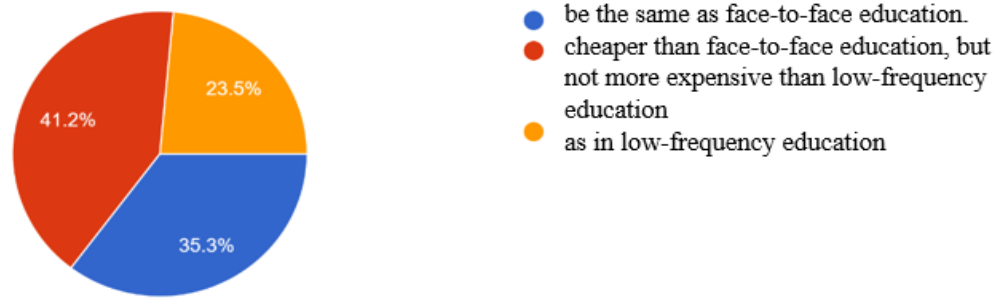 41.2%
23.5%
35.3%
be the same as face-to-face education.
cheaper than face-to-face education, but
not more expensive than low-frequency
education
as in low-frequency education